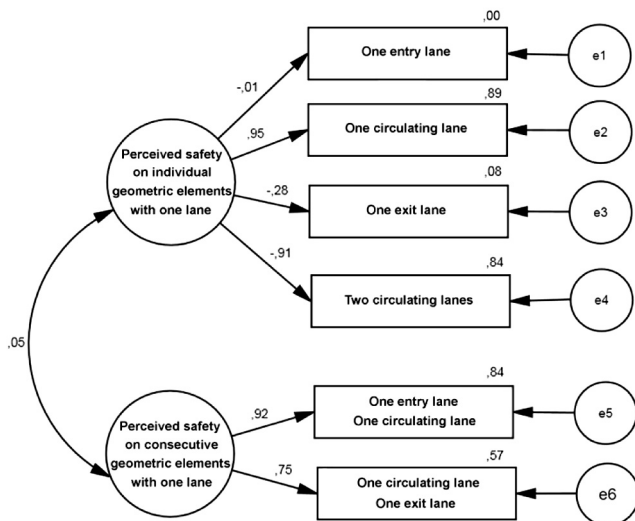 ,00
One entry lane
e1
-,01
,89
One circulating lane
e2
,95
Perceived safety
on individual
geometric elements
with one lane
,08
One exit lane
e3
-,28
-,91
,84
Two circulating lanes
e4
,05
,84
One entry lane
One circulating lane
e5
,92
Perceived safety
on consecutive
geometric elements
with one lane
,57
,75
One circulating lane
One exit lane
e6